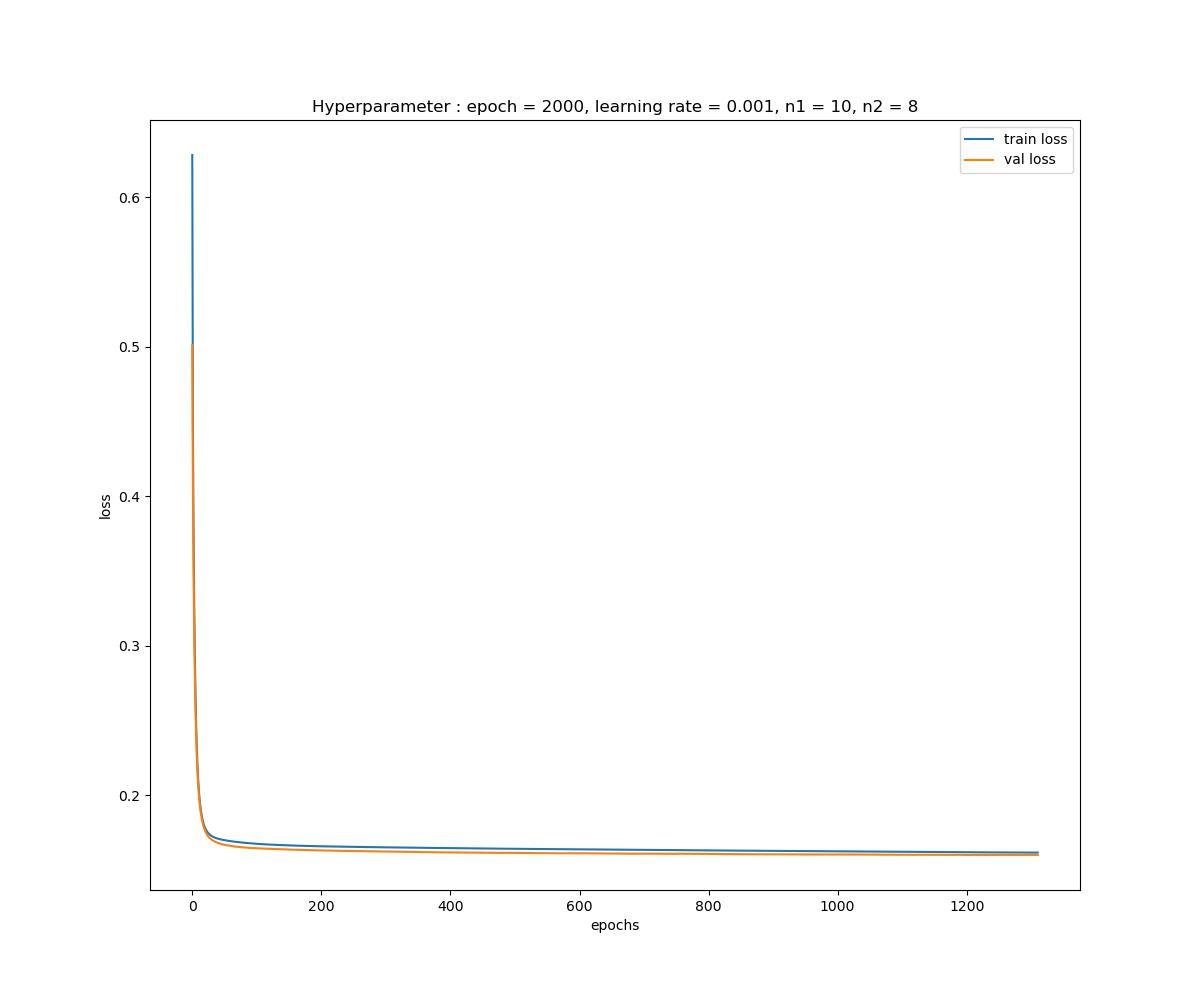 Hyperparameter : epoch = 2000, learning rate = 0.001, n1 = 10, n2 = 8
train loss
val loss
0.6
0.5
0.4
0.3
0.2
loss
0 200 400 600 800 1000 1200
epochs